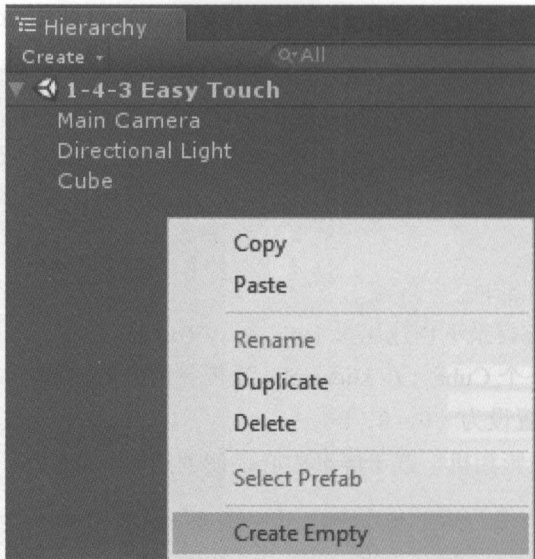 Hierarchy
Create
All
1-4-3 Easy Touch
Main Camera
Directional Light
Cube
Copy
Paste
Rename
Duplicate
Delete
Select Prefab
Create Empty